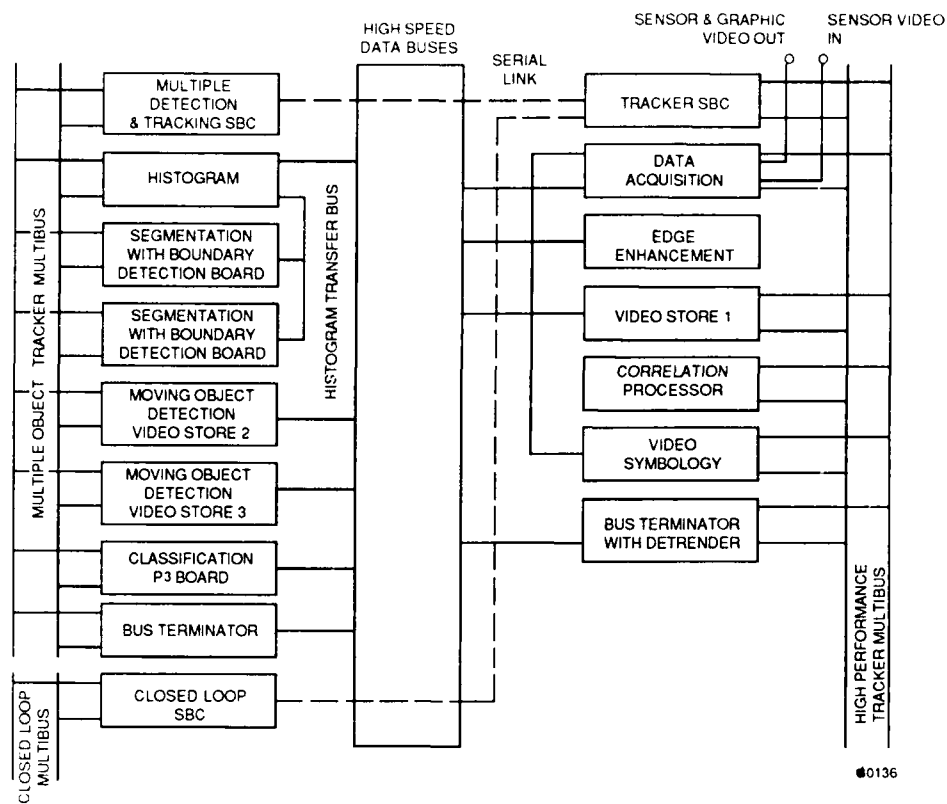 SENSOR & GRAPHIC
VIDEO OUT
SENSOR VIDEO
IN
HIGH SPEED
DATA BUSES
SERIAL
LINK
MULTIPLE
DETECTION
& TRACKING SBC
HISTOGRAM
SEGMENTATION
WITH BOUNDARY
DETECTION BOARD
SEGMENTATION
WITH BOUNDARY
DETECTION BOARD
MOVING OBJECT
DETECTION
VIDEO STORE 2
MOVING OBJECT
DETECTION
VIDEO STORE 3
CLASSIFICATION
P3 BOARD
BUS TERMINATOR
CLOSED LOOP
SBC
MULTIPLE OBJECT TRACKER MULTIBUS
CLOSED LOOP
MULTIBUS
HISTOGRAM TRANSFER BUS
TRACKER SBC
DATA
ACQUISITION
EDGE
ENHANCEMENT
VIDEO STORE 1
CORRELATION
PROCESSOR
VIDEO
SYMBOLOGY
BUS TERMINATOR
WITH DETRENDER
HIGH PERFORMANCE
TRACKER MULTIBUS
0136